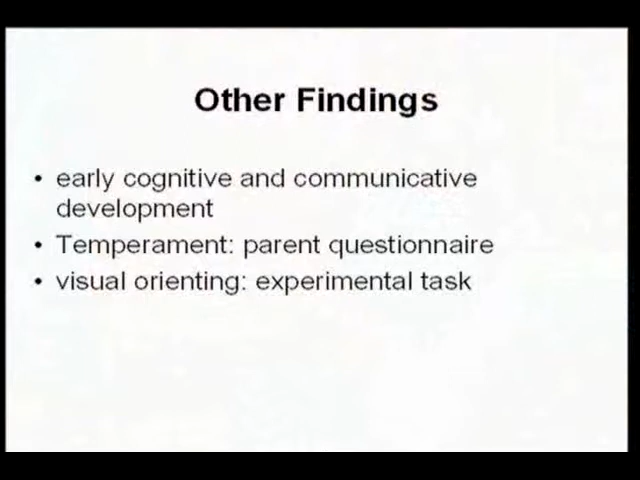 Other Findings
• early cognitive and communicative
development
• Temperament: parent questionnaire
• visual orienting: experimental task